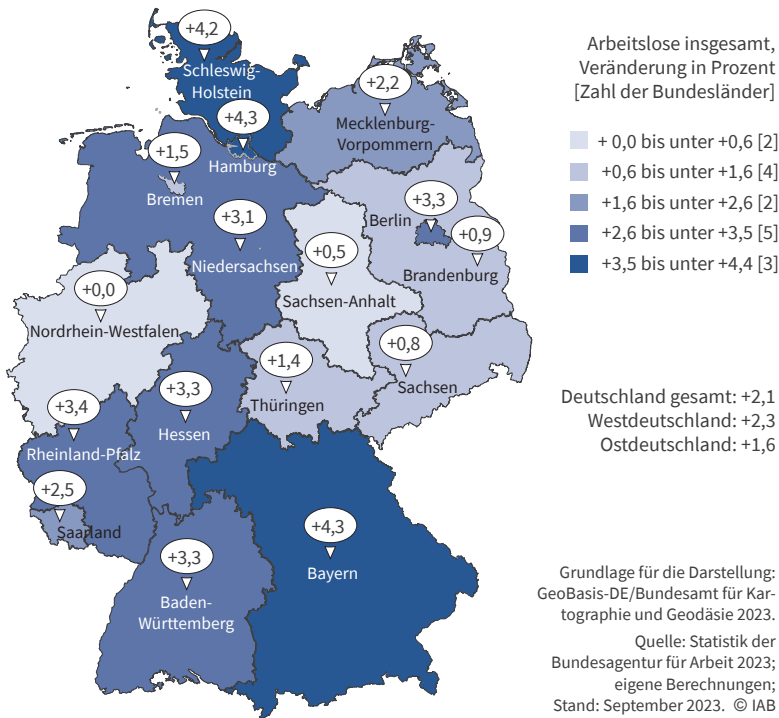 +4,2
Schleswig-
Holstein
+4,3
Hamburg
+2,2
Mecklenburg-
Vorpommern
+1,5
Bremen
+3,1
Niedersachsen
+3,3
Berlin
+0,9
Brandenburg
+0,5
Sachsen-Anhalt
+0,0
Nordrhein-Westfalen
+0,8
Sachsen
+1,4
Thüringen
+3,3
Hessen
+3,4
Rheinland-Pfalz
+2,5
Saarland
+4,3
Bayern
+3,3
Baden-
Württemberg
Arbeitslose insgesamt,
Veränderung in Prozent
[Zahl der Bundesländer]
+ 0,0 bis unter +0,6 [2]
+0,6 bis unter +1,6 [4]
+1,6 bis unter +2,6 [2]
+2,6 bis unter +3,5 [5]
+3,5 bis unter +4,4 [3]
Deutschland gesamt: +2,1
Westdeutschland: +2,3
Ostdeutschland: +1,6
Grundlage für die Darstellung:
GeoBasis-DE/Bundesamt für Kar-
tographie und Geodäsie 2023.
Quelle: Statistik der
Bundesagentur für Arbeit 2023;
eigene Berechnungen;
Stand: September 2023. © IAB